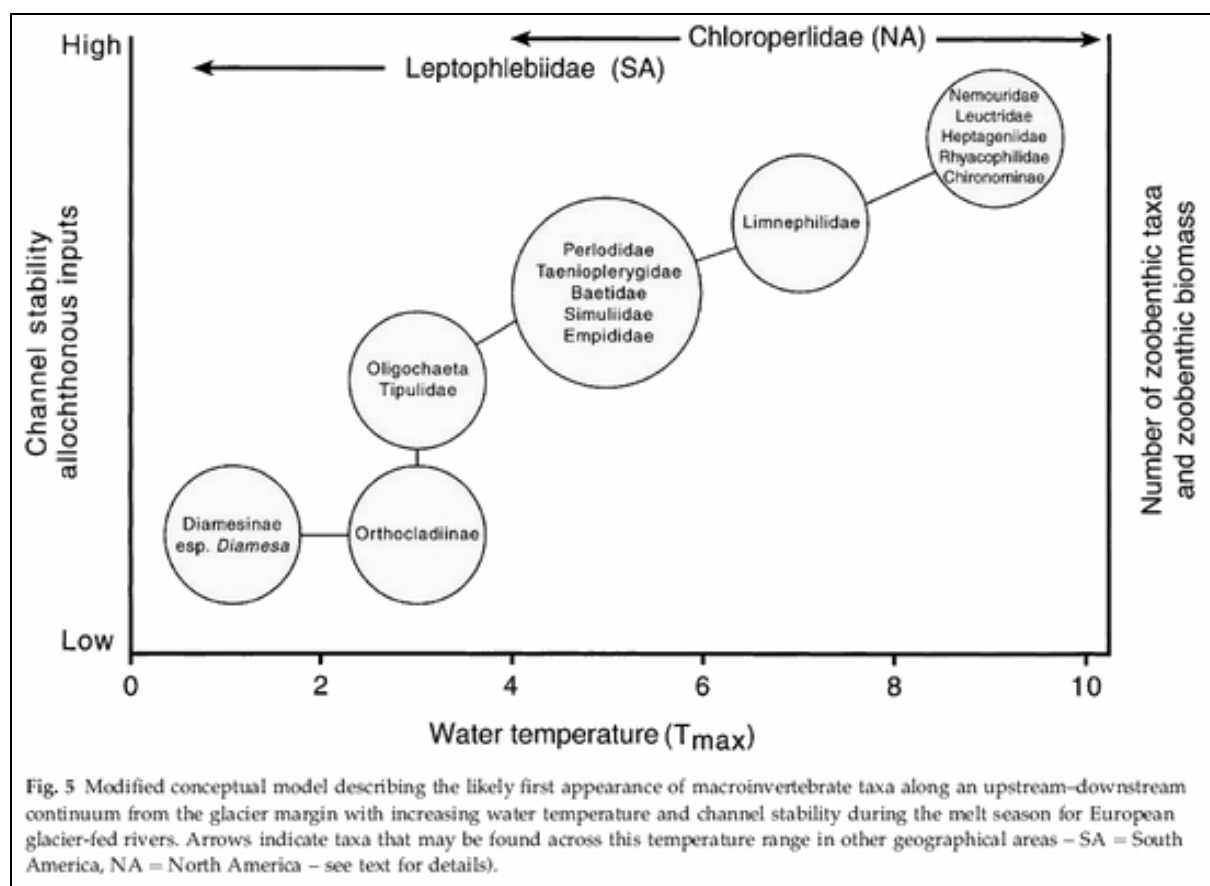 High
Chloroperlidae (NA)
Leptophlebiidae (SA)
Nemouridae
Leuctridae
Heptageniidae
Rhyacophilidae
Chironominae
Limnephilidae
Perlodidae
Taenioplerygidae
Baetidae
Simuliidae
Empididae
Oligochaeta
Tipulidae
Diamesinae
esp. Diamesa
Orthocladiinae
Channel stability
allochthonous inputs
Number of zoobenthic taxa
and zoobenthic biomass
Low
0 2 4 6 8 10
Water temperature (Tmax)
Fig. 5 Modified conceptual model describing the likely first appearance of macroinvertebrate taxa along an upstream–downstream
continuum from the glacier margin with increasing water temperature and channel stability during the melt season for European
glacier-fed rivers. Arrows indicate taxa that may be found across this temperature range in other geographical areas – SA = South
America, NA = North America – see text for details).